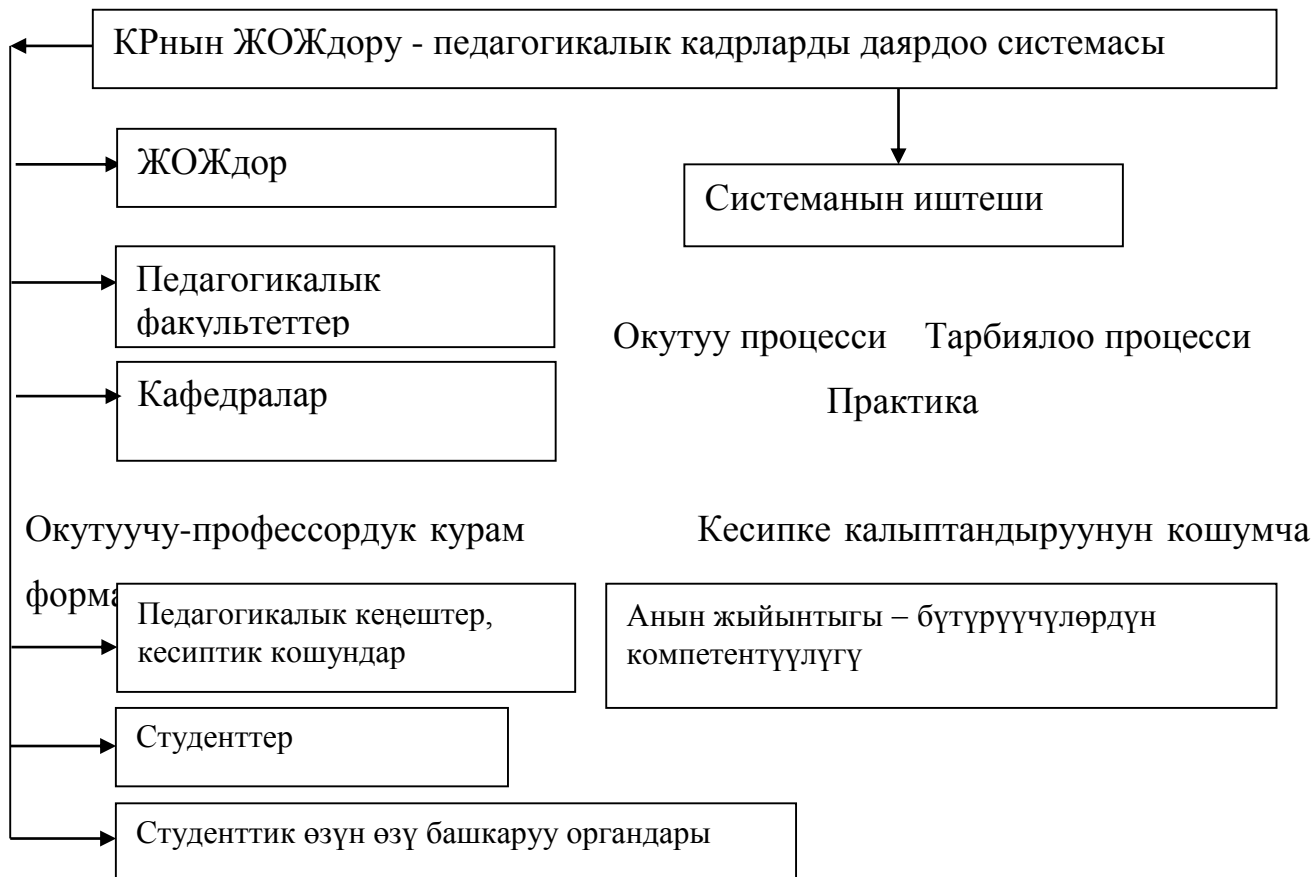 КРнын ЖОЖдору - педагогикалык кадрларды даярдоо системасы
ЖОЖдор
Системанын иштеши
Педагогикалык
факультеттер
Окутуу процесси Тарбиялоо процесси
Кафедралар
Практика
Окутуучу-профессордук курам Кесипке калыптандыруунун кошумча
Педагогикалык кеңештер,
кесиптик кошундар
Анын жыйынтыгы – бүтүрүүчүлөрдүн
компетентүүлүгү
Студенттер
Студенттик өзүн өзү башкаруу органдары